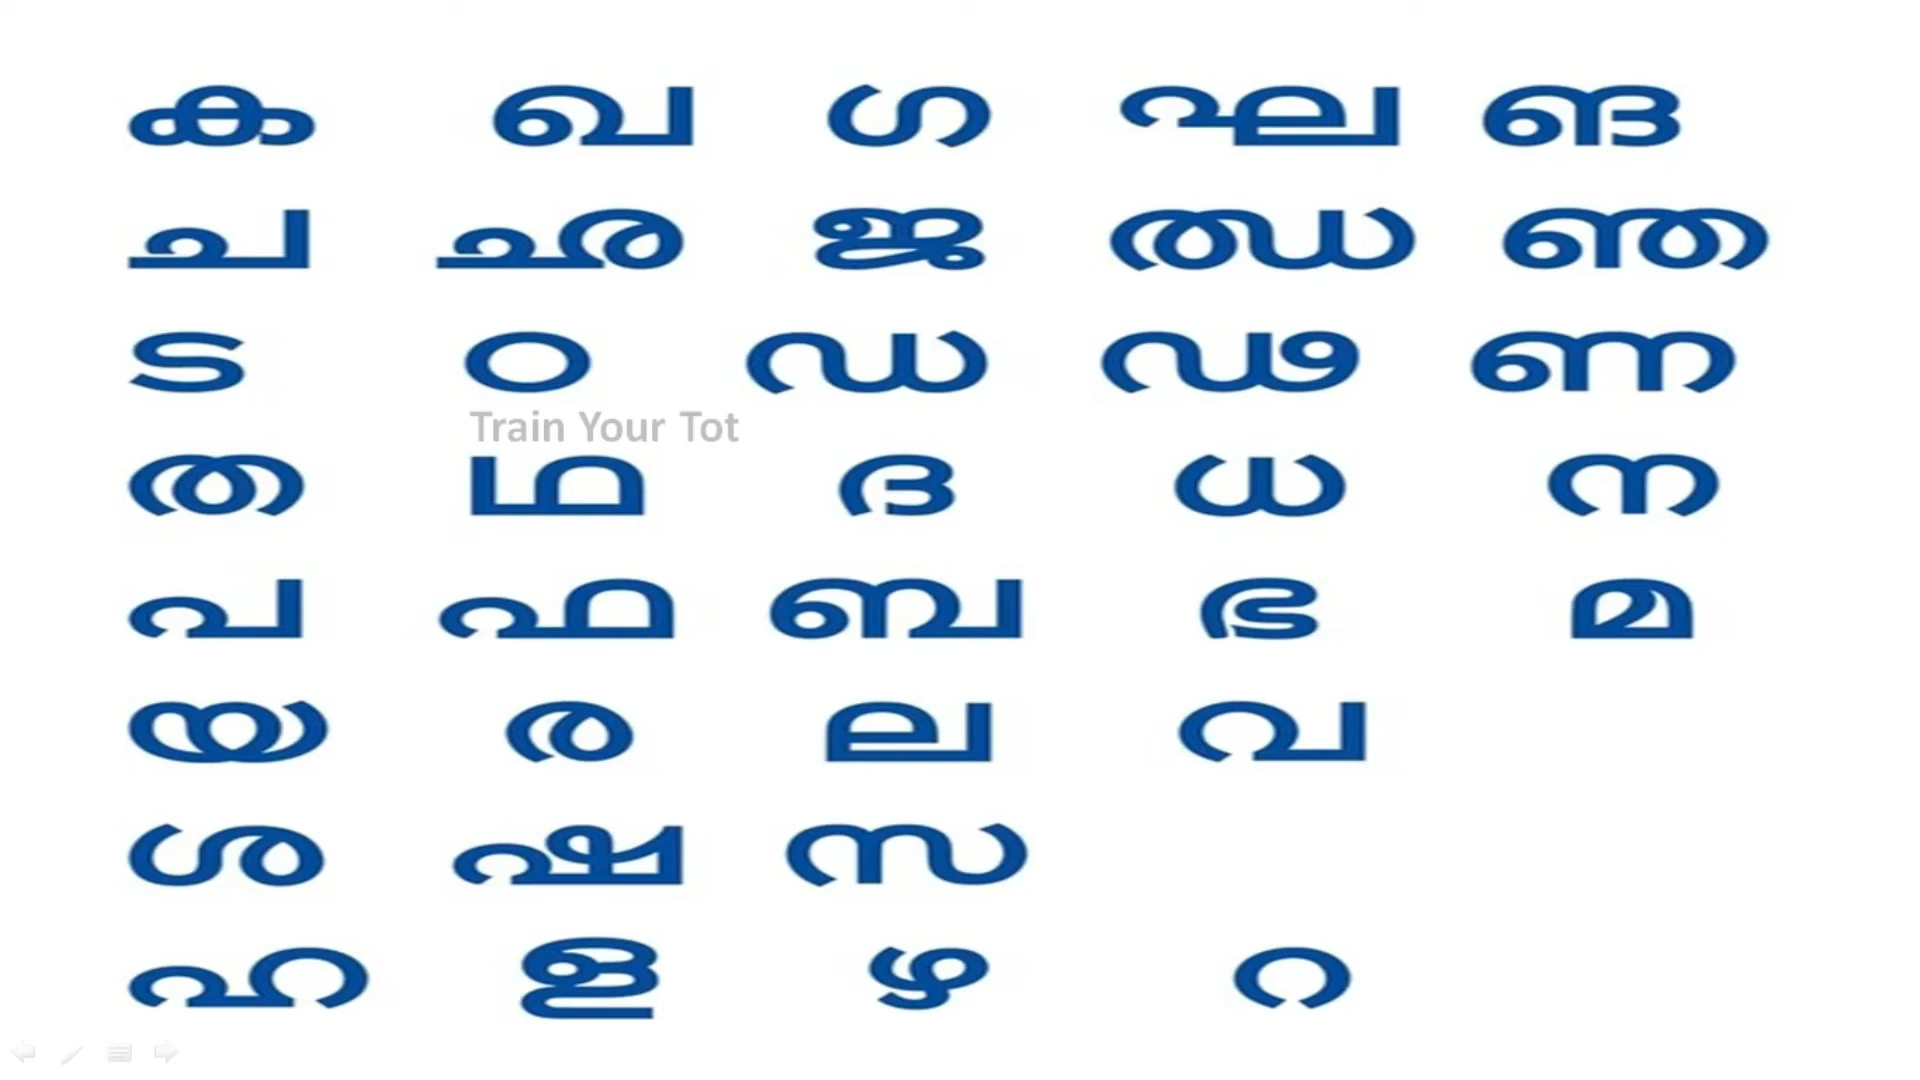 ക ഖ ഗ ഘ ങ
ച ഛ ജ ഝ ഞ
ട ഠ ഡ ഢ ണ
Train Your Tot
ത ഥ ദ ധ ന
പ ഫ ബ ഭ മ
യ ര ല വ
ശ ഷ സ
ഹ ള ഴ റ